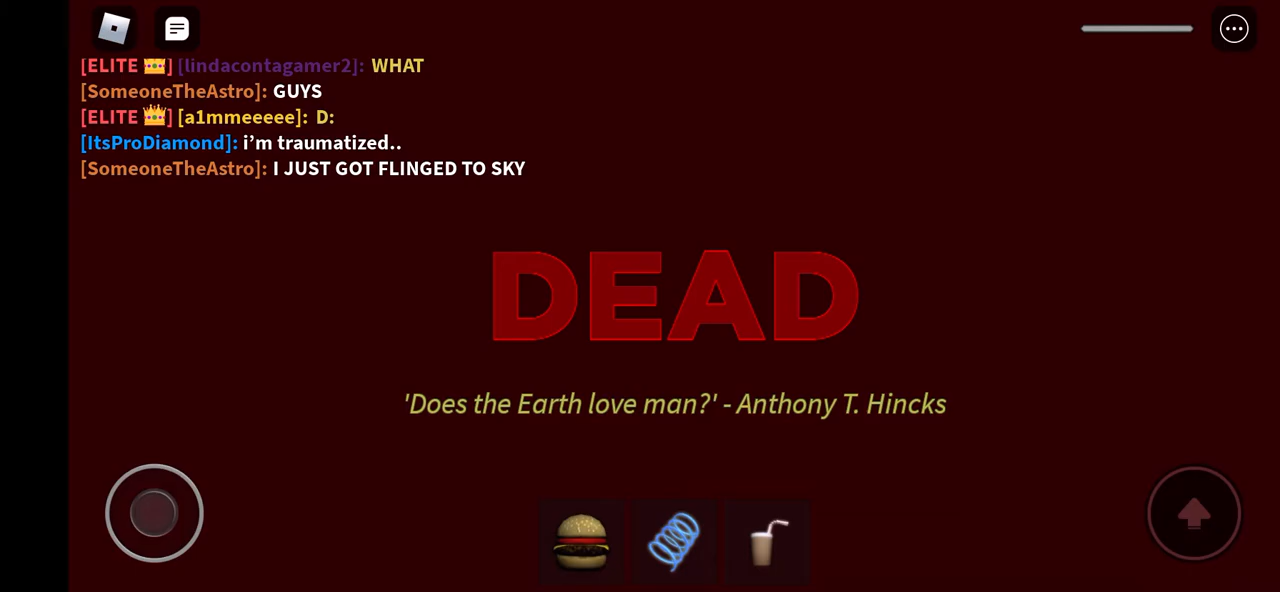 [ELITE 👑] [lindacontagamer2]: WHAT
[SomeoneTheAstro]: GUYS
[ELITE 👑] [a1mmeeeee]: D:
[ItsProDiamond]: i'm traumatized..
[SomeoneTheAstro]: I JUST GOT FLINGED TO SKY
DEAD
'Does the Earth love man?' - Anthony T. Hincks